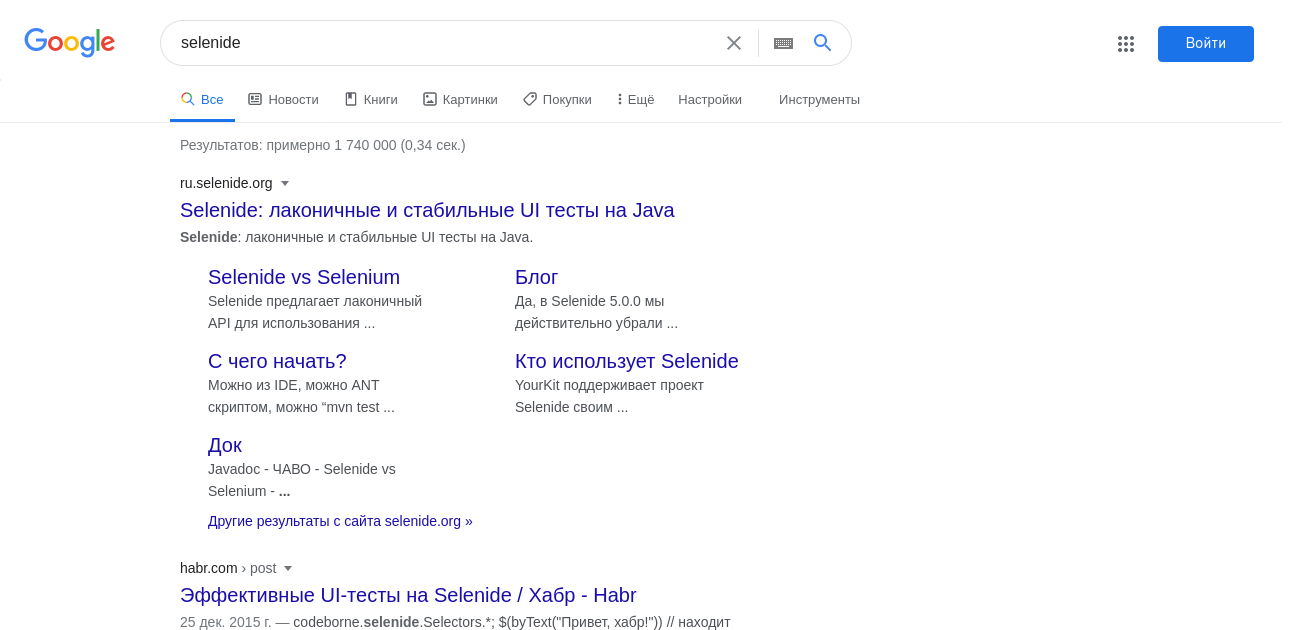 Google
selenide
Войти
Все Новости Книги Картинки Покупки Ещё Настройки Инструменты
Результатов: примерно 1 740 000 (0,34 сек.)
ru.selenide.org
Selenide: лаконичные и стабильные UI тесты на Java
Selenide: лаконичные и стабильные UI тесты на Java.
Selenide vs Selenium
Selenide предлагает лаконичный
API для использования ...
Блог
Да, в Selenide 5.0.0 мы
действительно убрали ...
С чего начать?
Можно из IDE, можно ANT
скриптом, можно “mvn test ...
Кто использует Selenide
YourKit поддерживает проект
Selenide своим ...
Док
Javadoc - ЧАВО - Selenide vs
Selenium - ...
Другие результаты с сайта selenide.org »
habr.com › post
Эффективные UI-тесты на Selenide / Хабр - Habr
25 дек. 2015 г. — codeborne.selenide.Selectors.*; $(byText("Привет, хабр!")) // находит